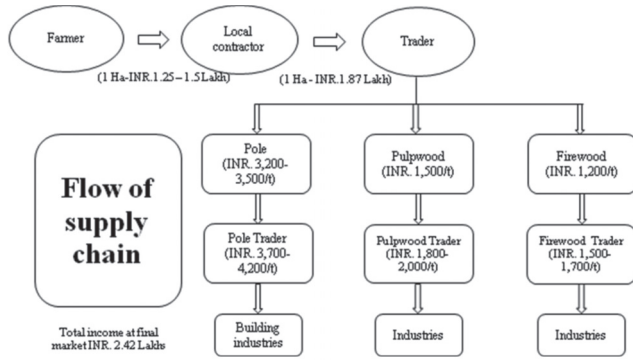 Farmer
Local
contractor
Trader
(1 Ha-INR.1.25 – 1.5 Lakh)
(1 Ha - INR.1.87 Lakh)
Pole
(INR. 3,200-
3,500/t)
Pulpwood
(INR. 1,500/t)
Firewood
(INR. 1,200/t)
Flow of
supply
chain
Pole Trader
(INR. 3,700-
4,200/t)
Pulpwood Trader
(INR. 1,800-
2,000/t)
Firewood Trader
(INR. 1,500-
1,700/t)
Total income at final
market INR. 2.42 Lakhs
Building
industries
Industries
Industries